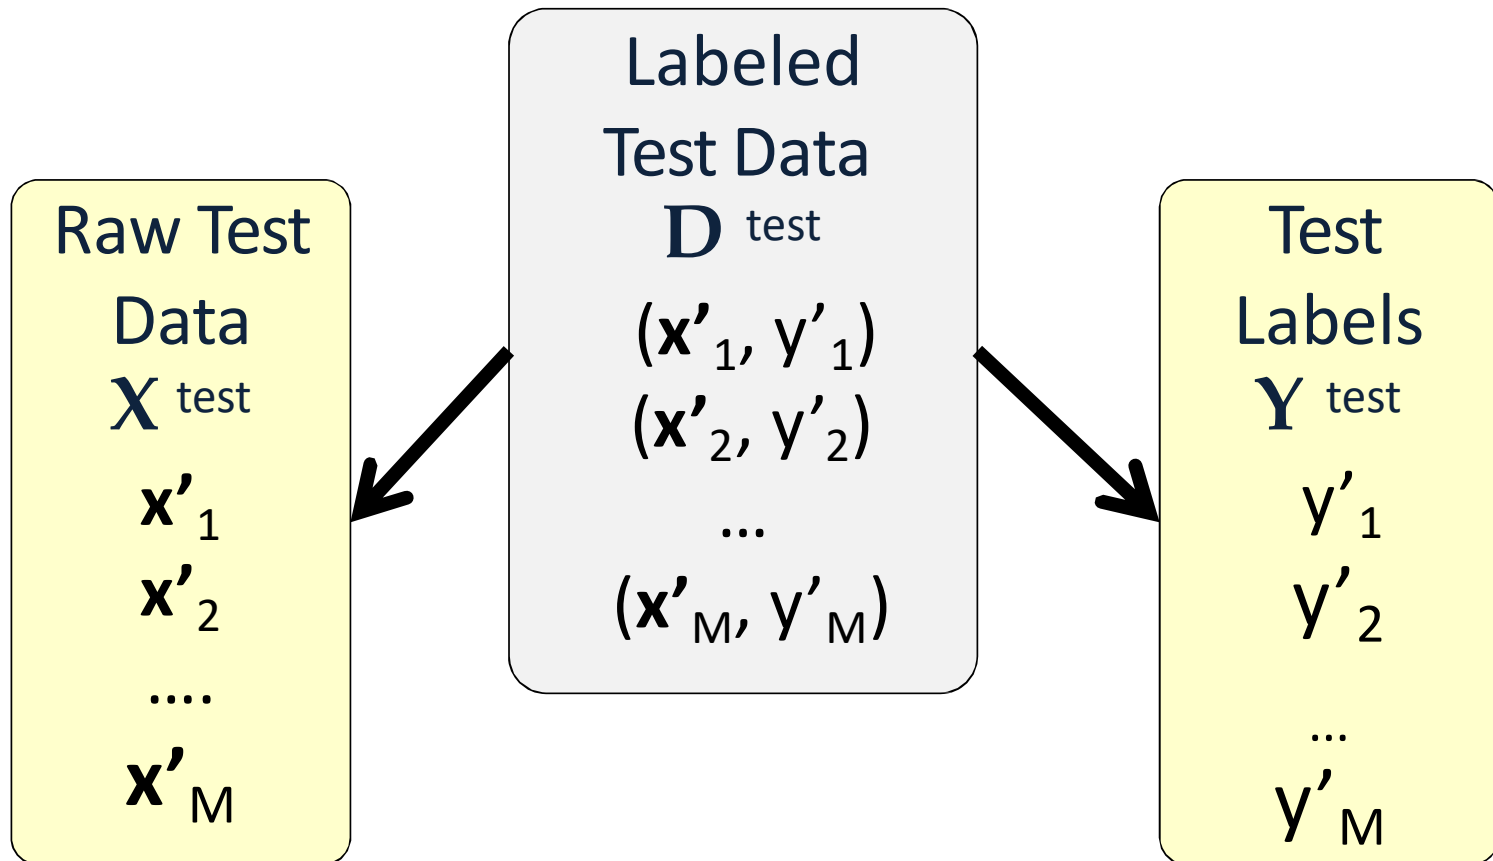 Labeled
Test Data
D test
(x’1, y’1)
(x’2, y’2)
...
(x’M, y’M)
Raw Test
Data
X test
x’1
x’2
....
x’M
Test
Labels
Y test
y’1
y’2
...
y’M